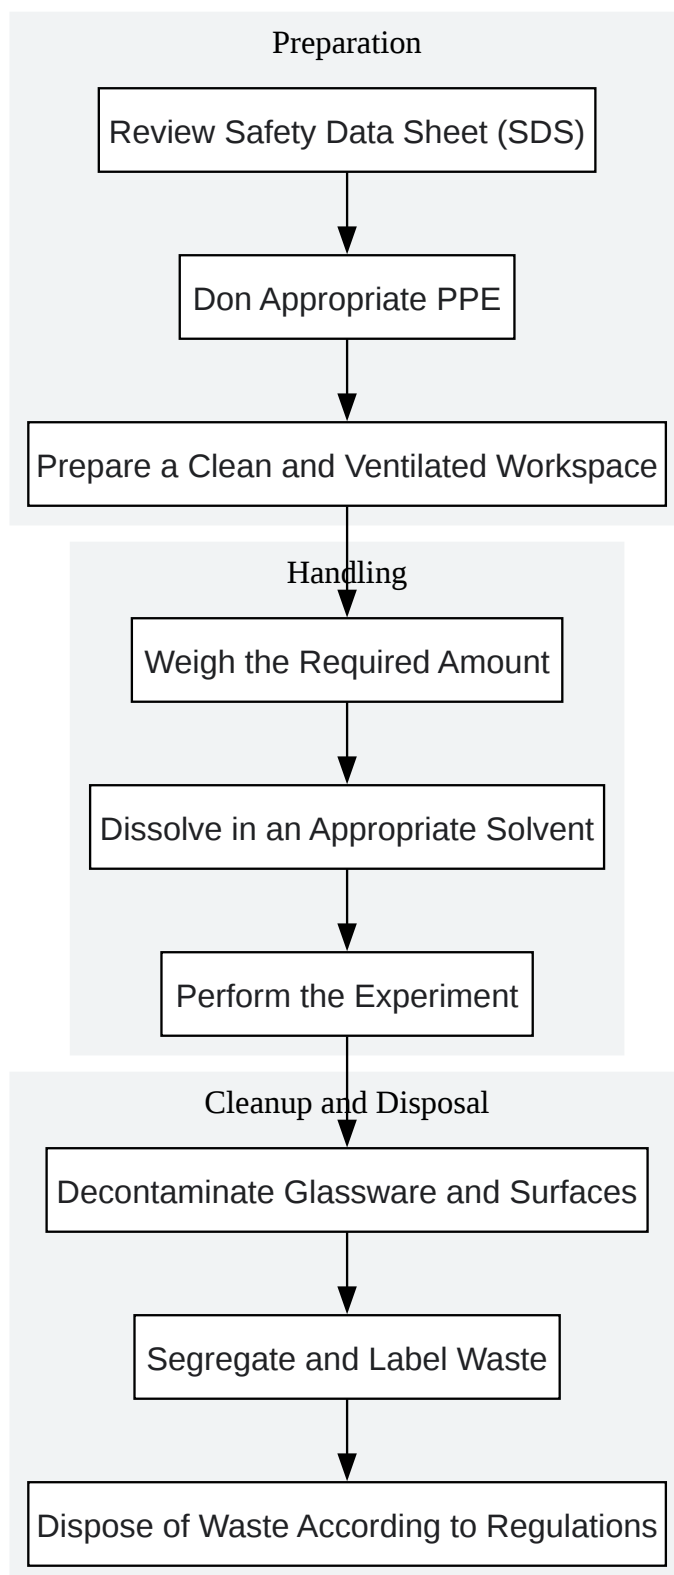 Preparation
Review Safety Data Sheet (SDS)
Don Appropriate PPE
Prepare a Clean and Ventilated Workspace
Handling
Weigh the Required Amount
Dissolve in an Appropriate Solvent
Perform the Experiment
Cleanup and Disposal
Decontaminate Glassware and Surfaces
Segregate and Label Waste
Dispose of Waste According to Regulations